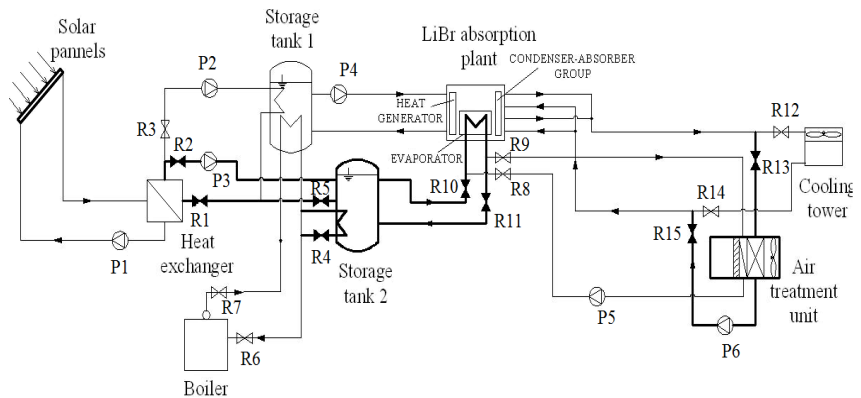 Solar
pannels
Storage
tank 1
LiBr absorption
plant
CONDENSER-ABSORBER
GROUP
HEAT
GENERATOR
EVAPORATOR
P2
P4
R3
R2
P3
R1
R5
R4
R10
R9
R8
R11
R12
R13
R14
R15
Cooling
tower
Heat
exchanger
P1
Storage
tank 2
R7
R6
Boiler
P5
P6
Air
treatment
unit